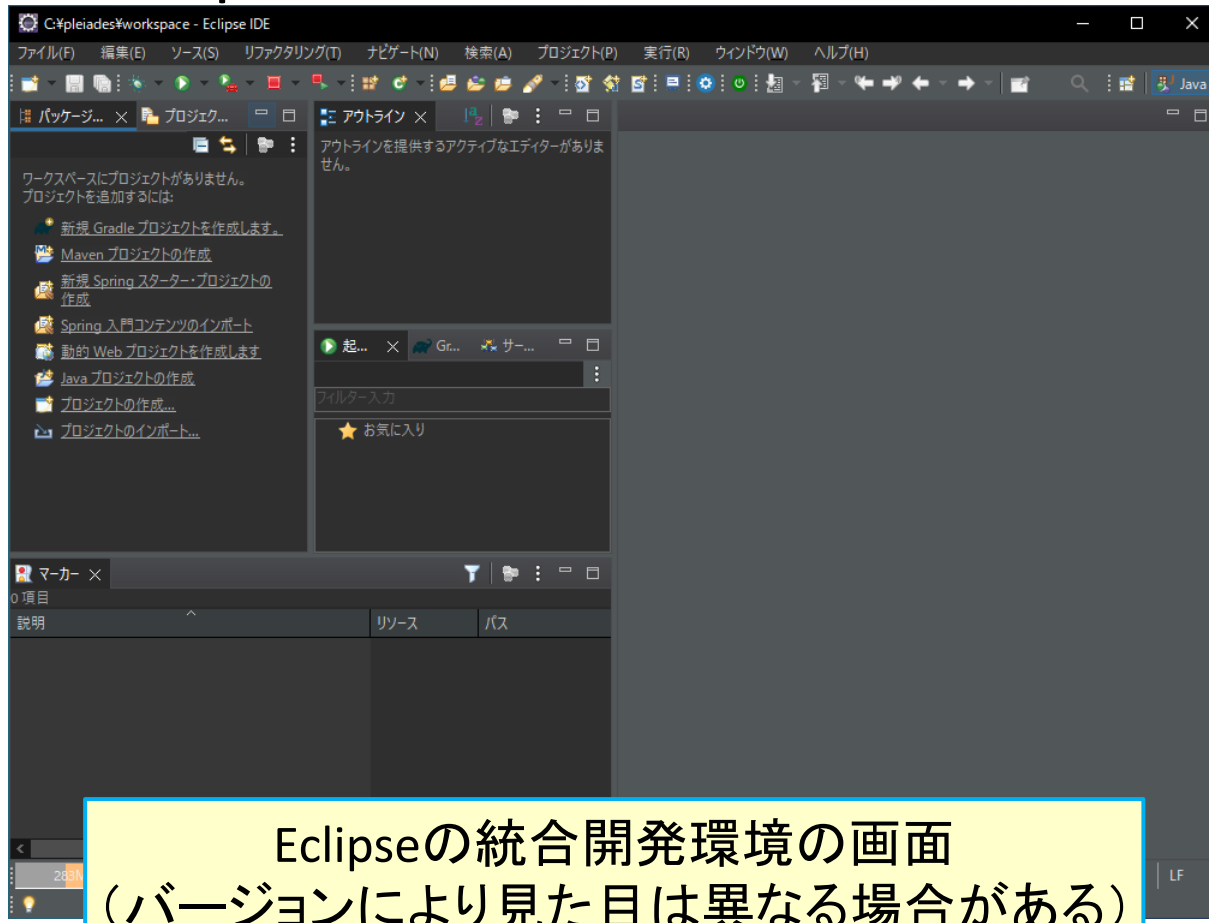 C:¥pleiades¥workspace - Eclipse IDE
ファイル(F) 編集(E) ソース(S) リファクタリング(T) ナビゲート(N) 検索(A) プロジェクト(P) 実行(R) ウィンドウ(W) ヘルプ(H)
Java
パッケージ... プロジェク...
ワークスペースにプロジェクトがありません。
プロジェクトを追加するには:
新規 Gradle プロジェクトを作成します。
Maven プロジェクトの作成
新規 Spring スターター・プロジェクトの
作成
Spring 入門コンテンツのインポート
動的 Web プロジェクトを作成します
Java プロジェクトの作成
プロジェクトの作成...
プロジェクトのインポート...
アウトライン
アウトラインを提供するアクティブなエディターがありま
せん。
起... Gr... サー...
フィルター入力
お気に入り
マーカー
0 項目
説明 リソース パス
LF
Eclipseの統合開発環境の画面
（バージョンにより見た目は異なる場合がある）